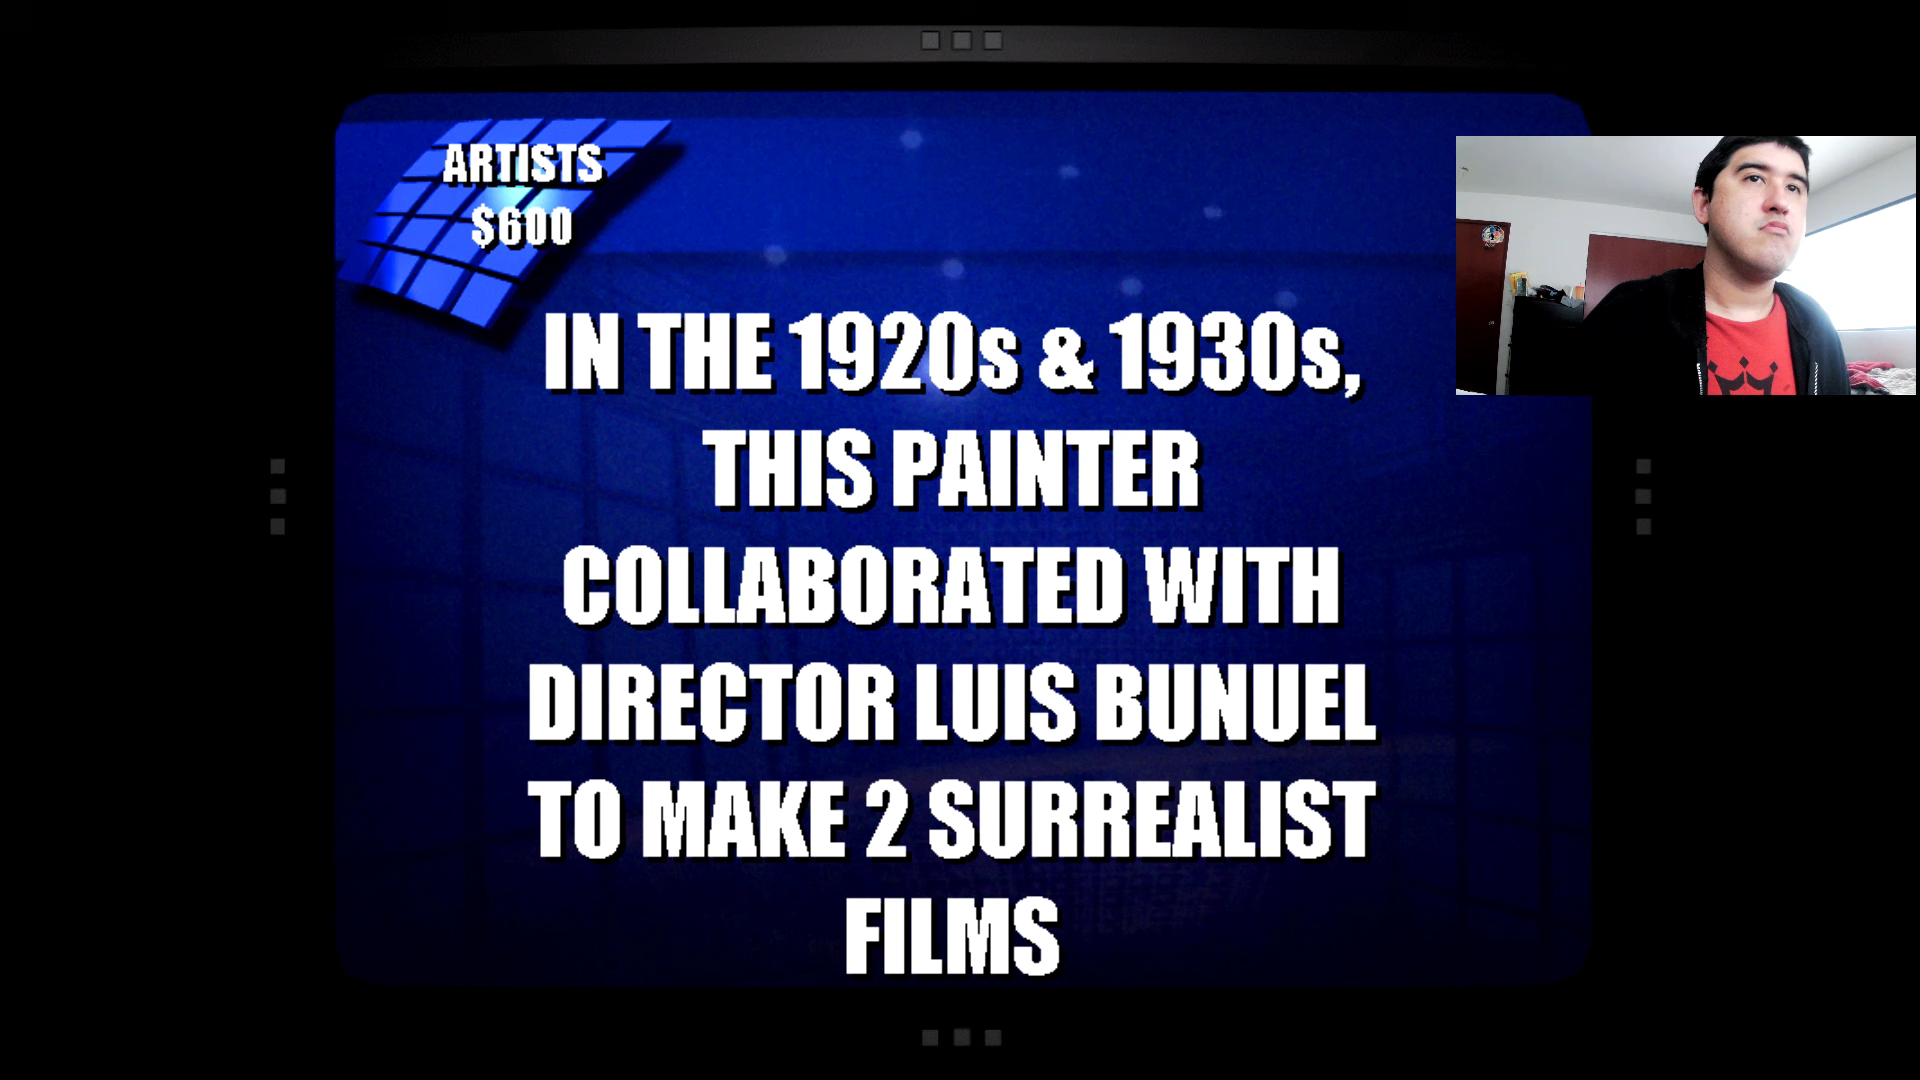 ARTISTS
$600
IN THE 1920s & 1930s,
THIS PAINTER
COLLABORATED WITH
DIRECTOR LUIS BUNUEL
TO MAKE 2 SURREALIST
FILMS